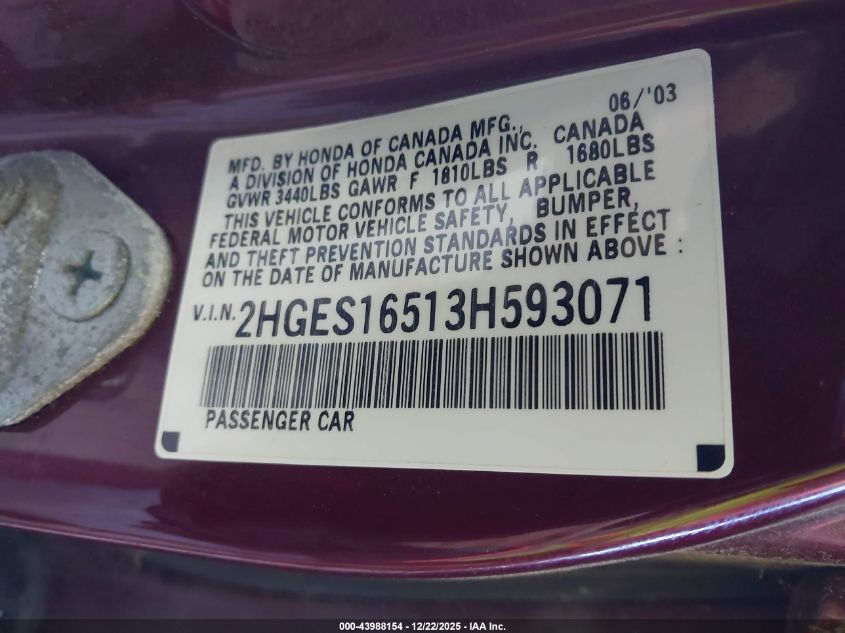 06/'03
MFD. BY HONDA OF CANADA MFG.,
A DIVISION OF HONDA CANADA INC. CANADA
GVWR 3440LBS GAWR F 1810LBS R 1680LBS
THIS VEHICLE CONFORMS TO ALL APPLICABLE
FEDERAL MOTOR VEHICLE SAFETY, BUMPER,
AND THEFT PREVENTION STANDARDS IN EFFECT
ON THE DATE OF MANUFACTURE SHOWN ABOVE :
V.I.N. 2HGES16513H593071
PASSENGER CAR
000-43988154 - 12/22/2025 - IAA Inc.